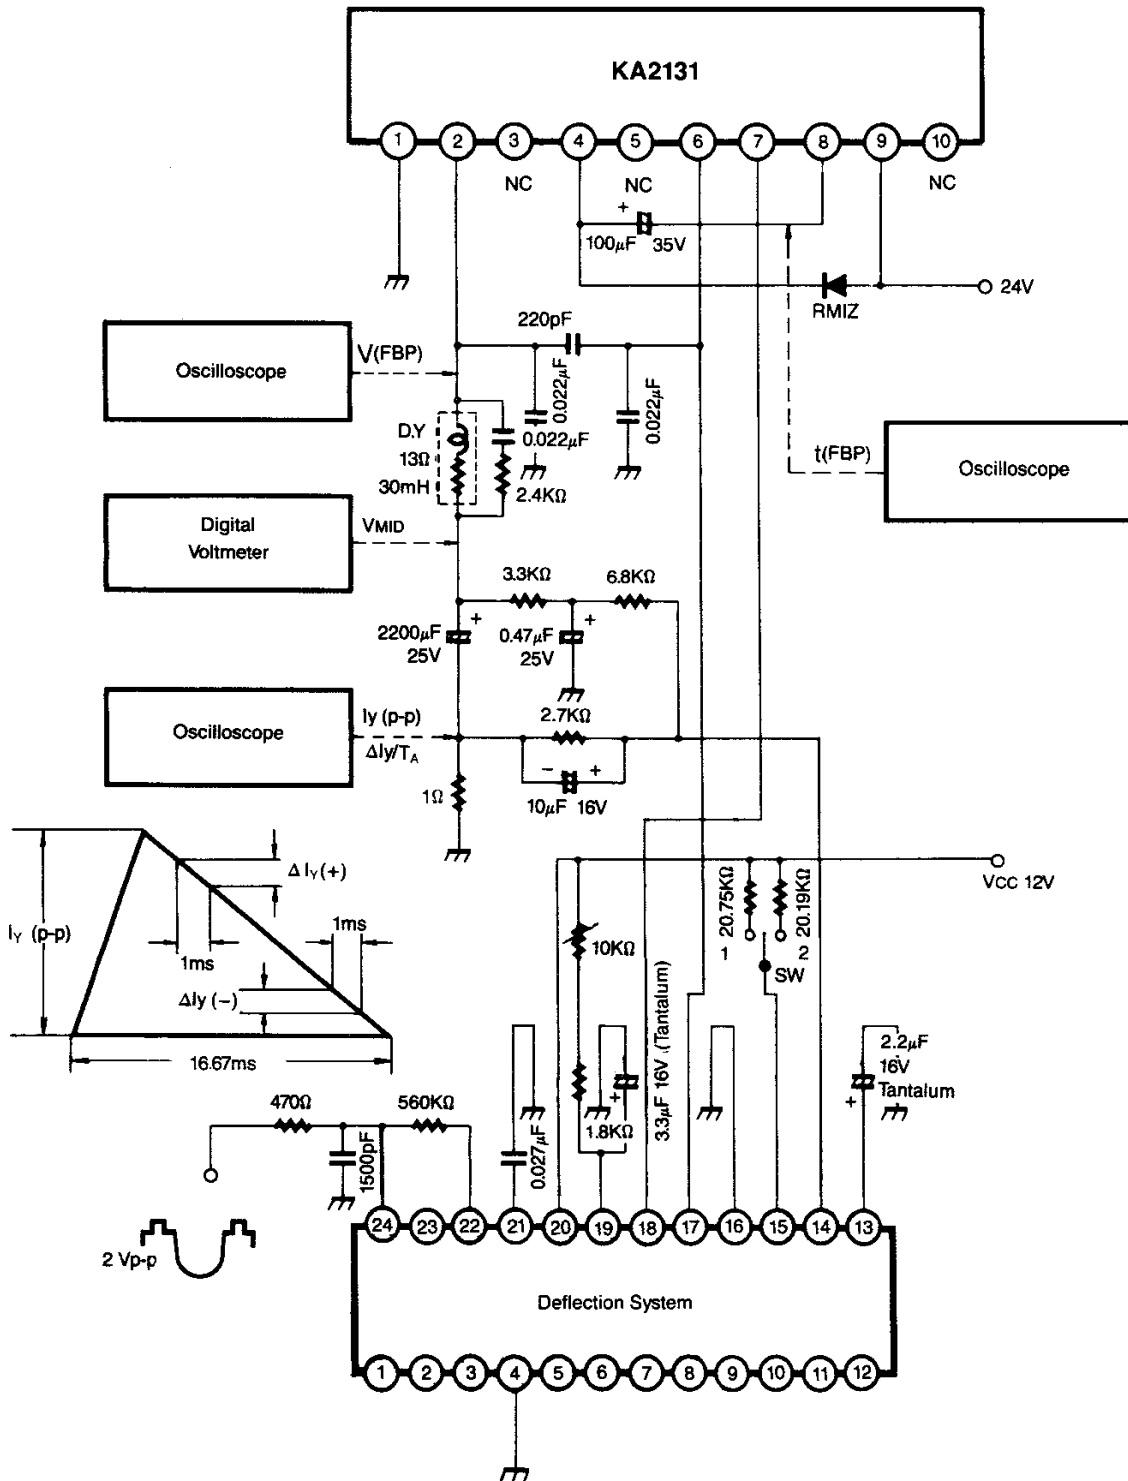 KA2131
1 2 3 4 5 6 7 8 9 10
NC
NC
NC
+
100μF 35V
RMIZ
24V
220pF
Oscilloscope
V(FBP)
0.022μF
0.022μF
0.022μF
D.Y
13Ω
30mH
2.4KΩ
t(FBP)
Oscilloscope
Digital
Voltmeter
VMID
3.3KΩ
6.8KΩ
2200μF
25V
+
0.47μF
25V
+
Oscilloscope
Iy (p-p)
ΔIy/TA
2.7KΩ
− +
10μF 16V
1Ω
Δ IY (+)
IY (p-p)
1ms
1ms
ΔIy (−)
16.67ms
VCC 12V
20.75KΩ
20.19KΩ
1
2
SW
10KΩ
3.3μF 16V (Tantalum)
+
1.8KΩ
2.2μF
16V
Tantalum
+
0.027μF
470Ω
560KΩ
1500pF
2 Vp-p
24 23 22 21 20 19 18 17 16 15 14 13
Deflection System
1 2 3 4 5 6 7 8 9 10 11 12